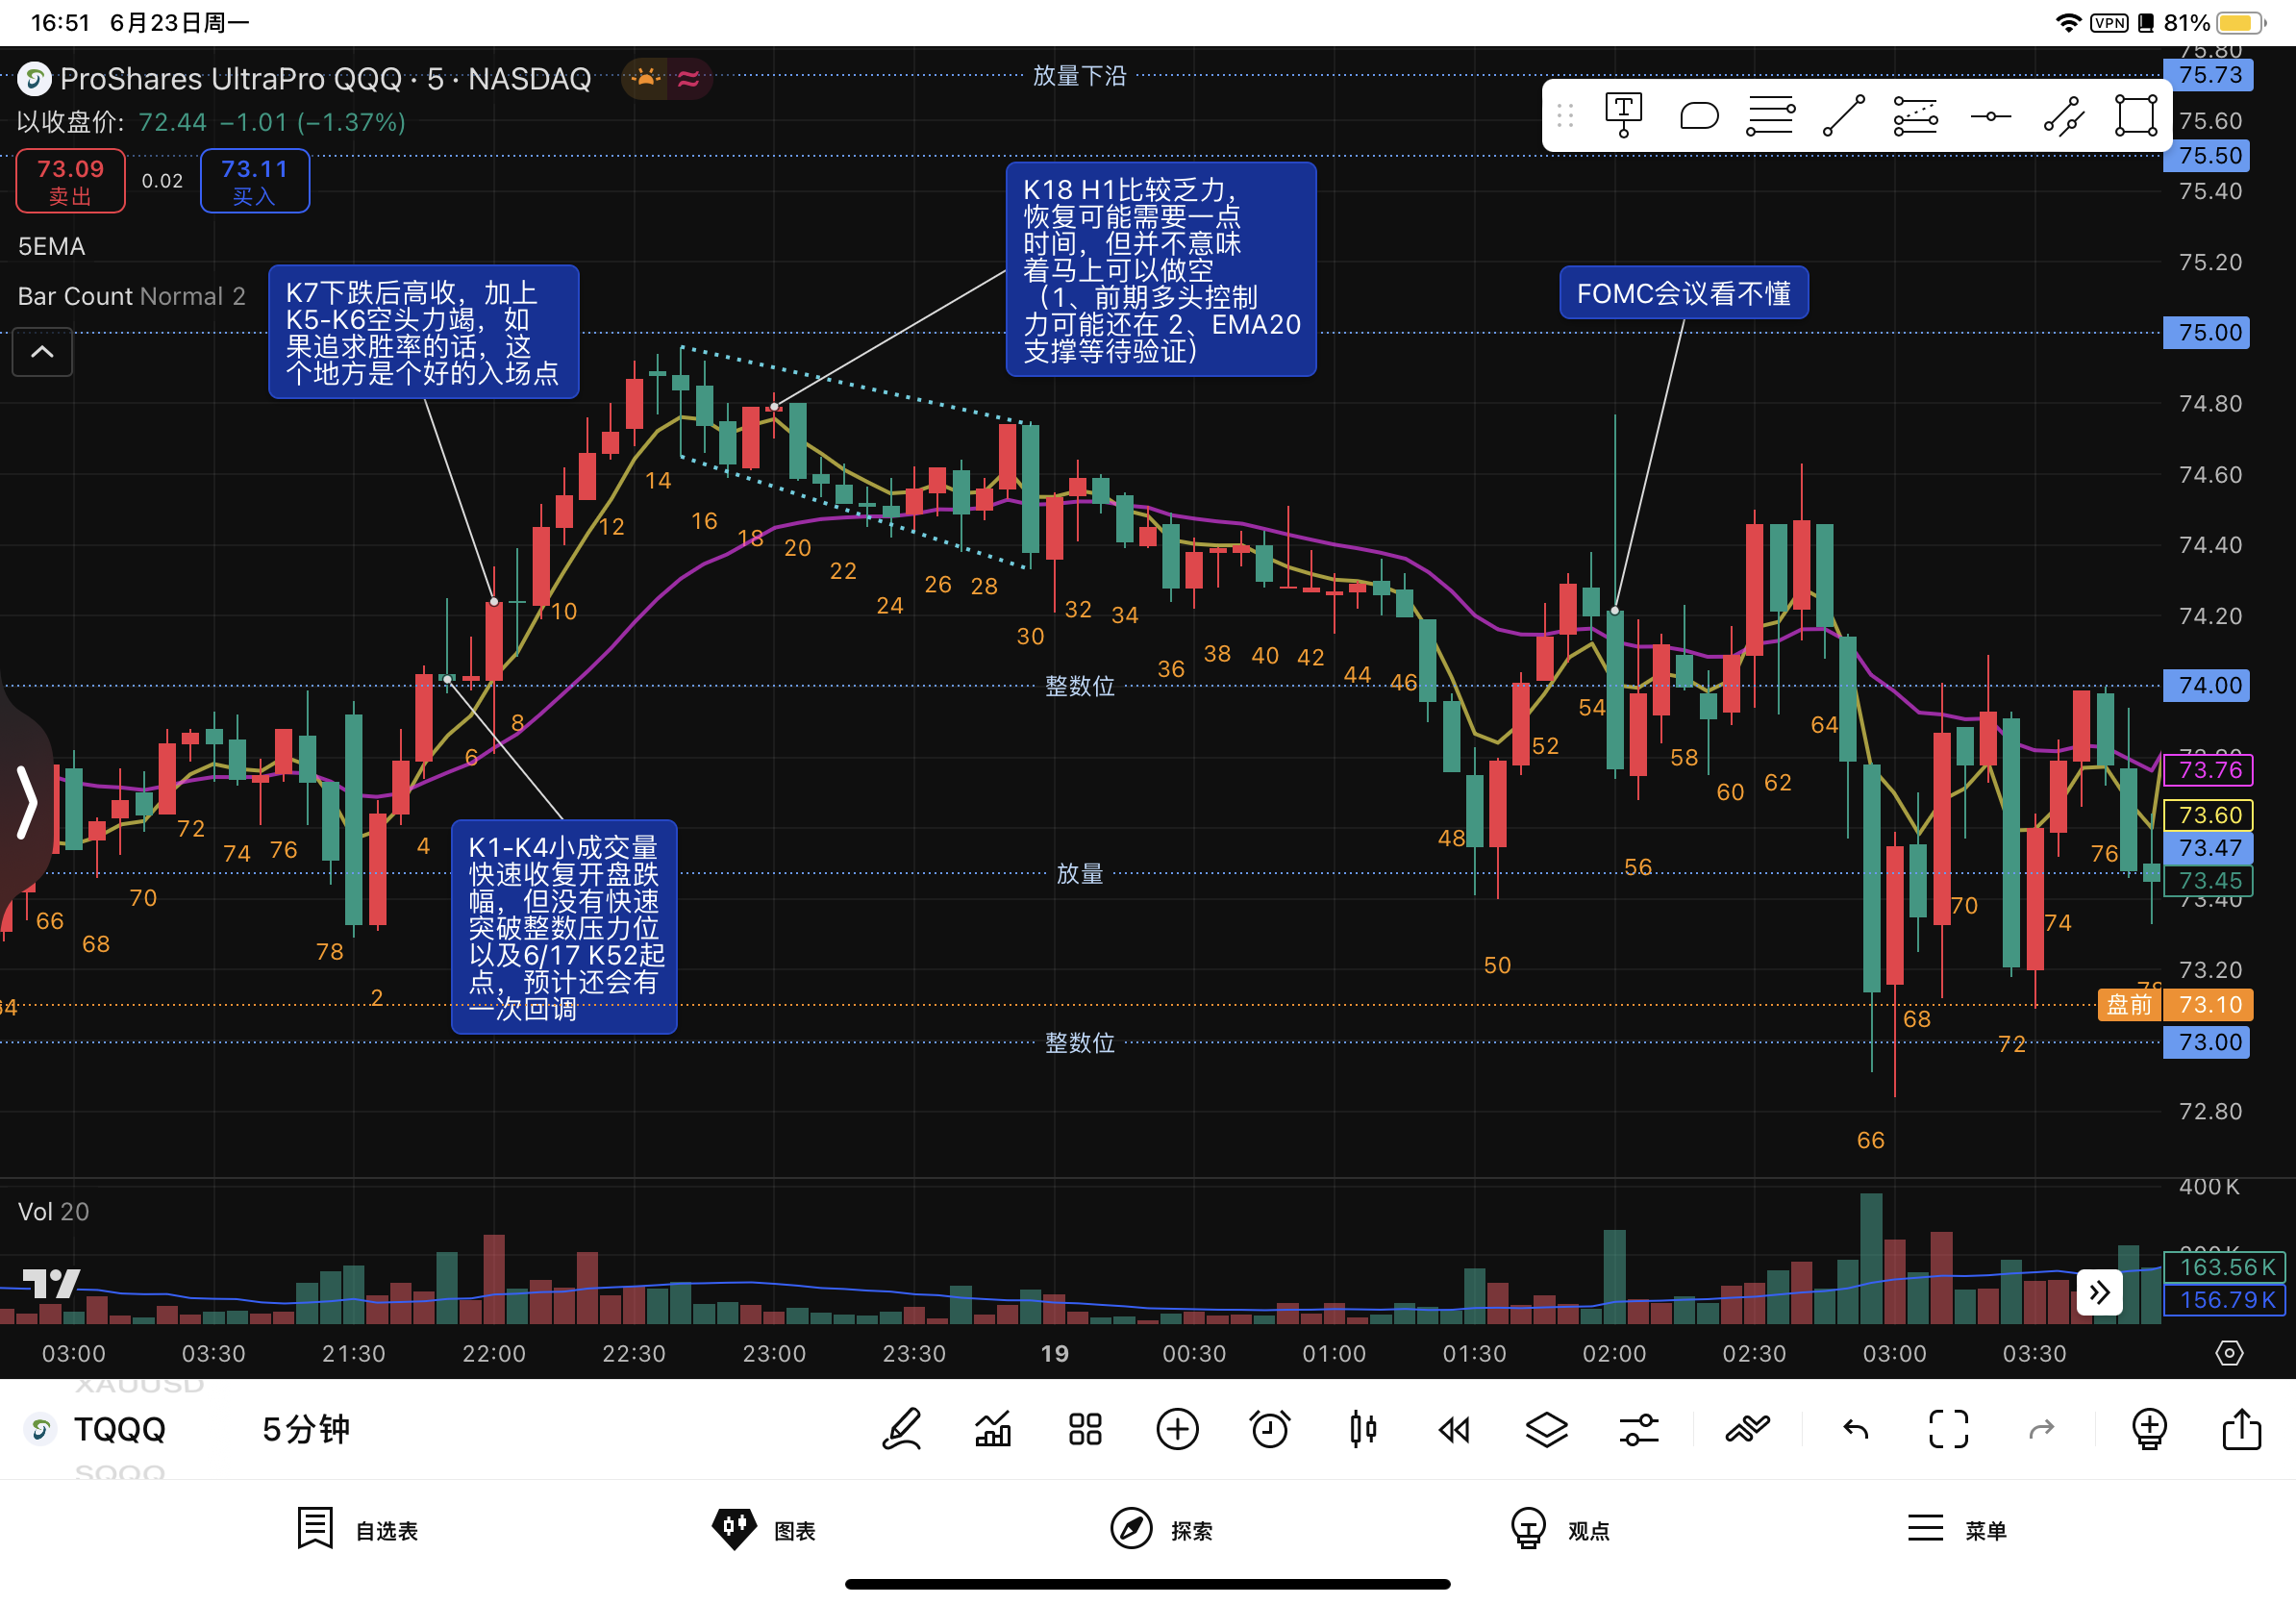 16:51 6月23日周一
VPN 81%
ProShares UltraPro QQQ · 5 · NASDAQ
以收盘价: 72.44 −1.01 (−1.37%)
73.09
卖出
0.02
73.11
买入
5EMA
Bar Count Normal 2
放量下沿
K7下跌后高收，加上
K5-K6空头力竭，如
果追求胜率的话，这
个地方是个好的入场点
K18 H1比较乏力，
恢复可能需要一点
时间，但并不意味
着马上可以做空
（1、前期多头控制
力可能还在 2、EMA20
支撑等待验证）
FOMC会议看不懂
K1-K4小成交量
快速收复开盘跌
幅，但没有快速
突破整数压力位
以及6/17 K52起
点，预计还会有
一次回调
整数位
放量
整数位
75.80
75.73
75.60
75.50
75.40
75.20
75.00
74.80
74.60
74.40
74.20
74.00
73.76
73.60
73.47
73.45
73.40
73.20
盘前 73.10
73.00
72.80
66 68 70 72 74 76 78 2 4 6 8 10 12 14 16 18 20 22 24 26 28 30 32 34 36 38 40 42 44 46 48 50 52 54 56 58 60 62 64 66 68 70 72 74 76 78
Vol 20
400 K
163.56 K
156.79 K
03:00 03:30 21:30 22:00 22:30 23:00 23:30 19 00:30 01:00 01:30 02:00 02:30 03:00 03:30
XAUUSD
TQQQ 5分钟
SQQQ
自选表 图表 探索 观点 菜单